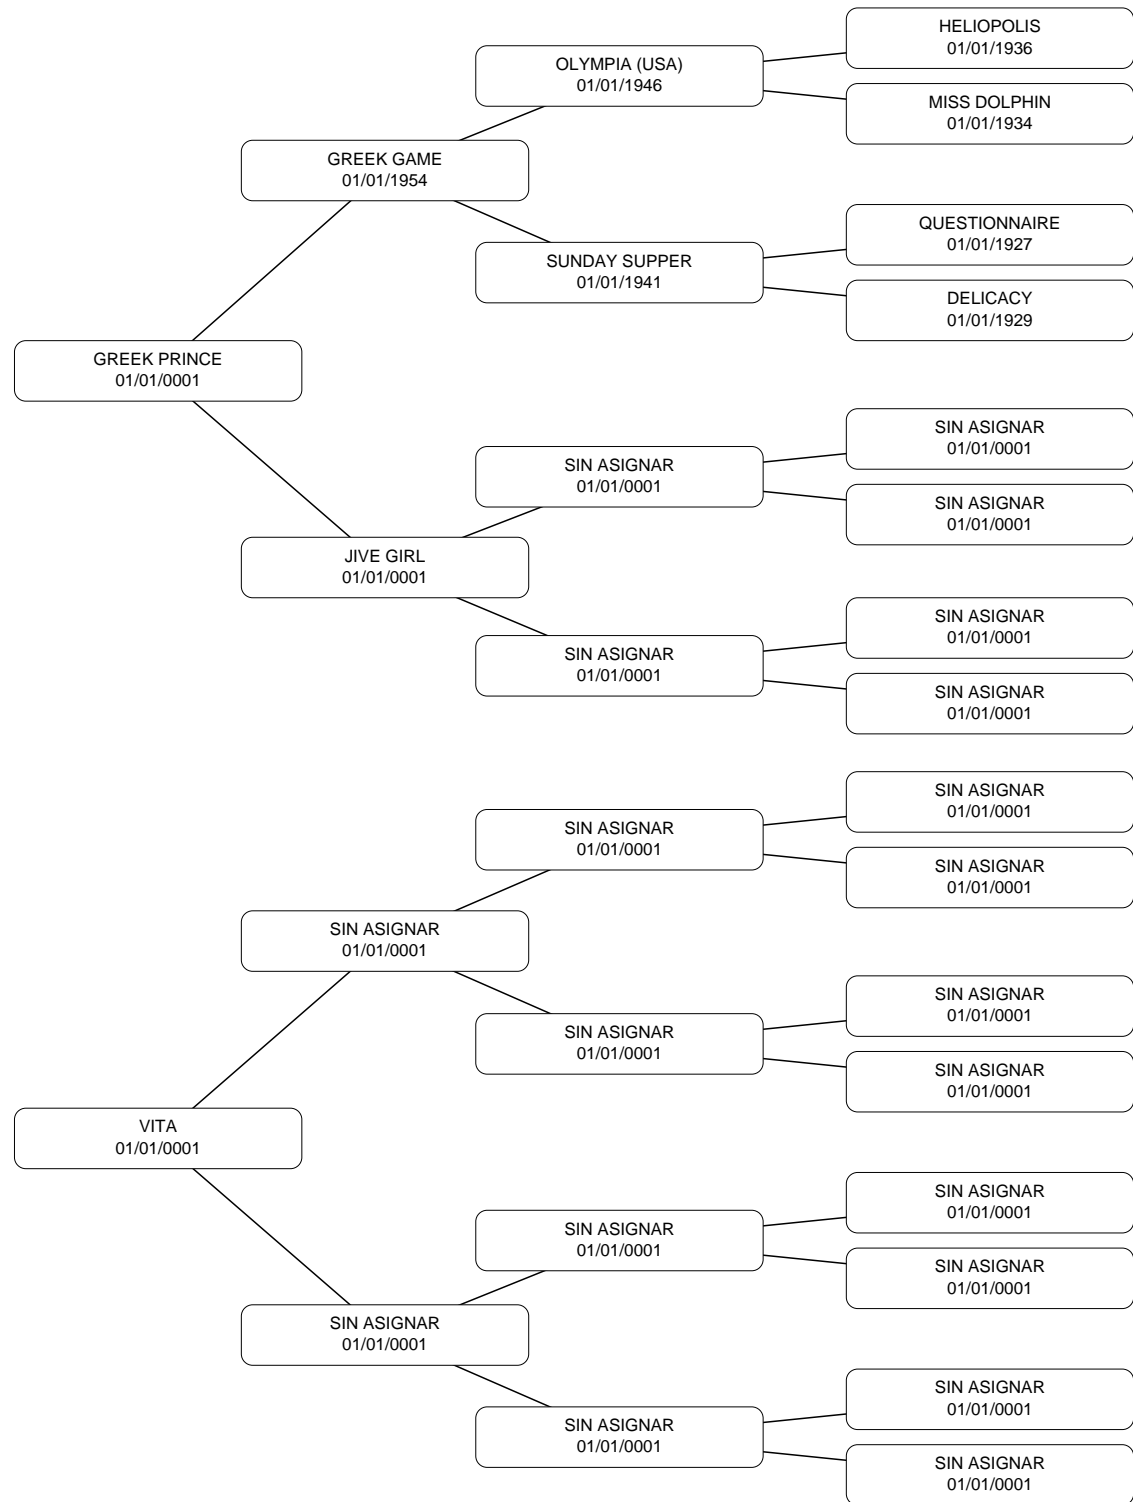 HELIOPOLIS
01/01/1936
OLYMPIA (USA)
01/01/1946
MISS DOLPHIN
01/01/1934
GREEK GAME
01/01/1954
QUESTIONNAIRE
01/01/1927
SUNDAY SUPPER
01/01/1941
DELICACY
01/01/1929
GREEK PRINCE
01/01/0001
SIN ASIGNAR
01/01/0001
SIN ASIGNAR
01/01/0001
SIN ASIGNAR
01/01/0001
JIVE GIRL
01/01/0001
SIN ASIGNAR
01/01/0001
SIN ASIGNAR
01/01/0001
SIN ASIGNAR
01/01/0001
SIN ASIGNAR
01/01/0001
SIN ASIGNAR
01/01/0001
SIN ASIGNAR
01/01/0001
SIN ASIGNAR
01/01/0001
SIN ASIGNAR
01/01/0001
SIN ASIGNAR
01/01/0001
SIN ASIGNAR
01/01/0001
VITA
01/01/0001
SIN ASIGNAR
01/01/0001
SIN ASIGNAR
01/01/0001
SIN ASIGNAR
01/01/0001
SIN ASIGNAR
01/01/0001
SIN ASIGNAR
01/01/0001
SIN ASIGNAR
01/01/0001
SIN ASIGNAR
01/01/0001